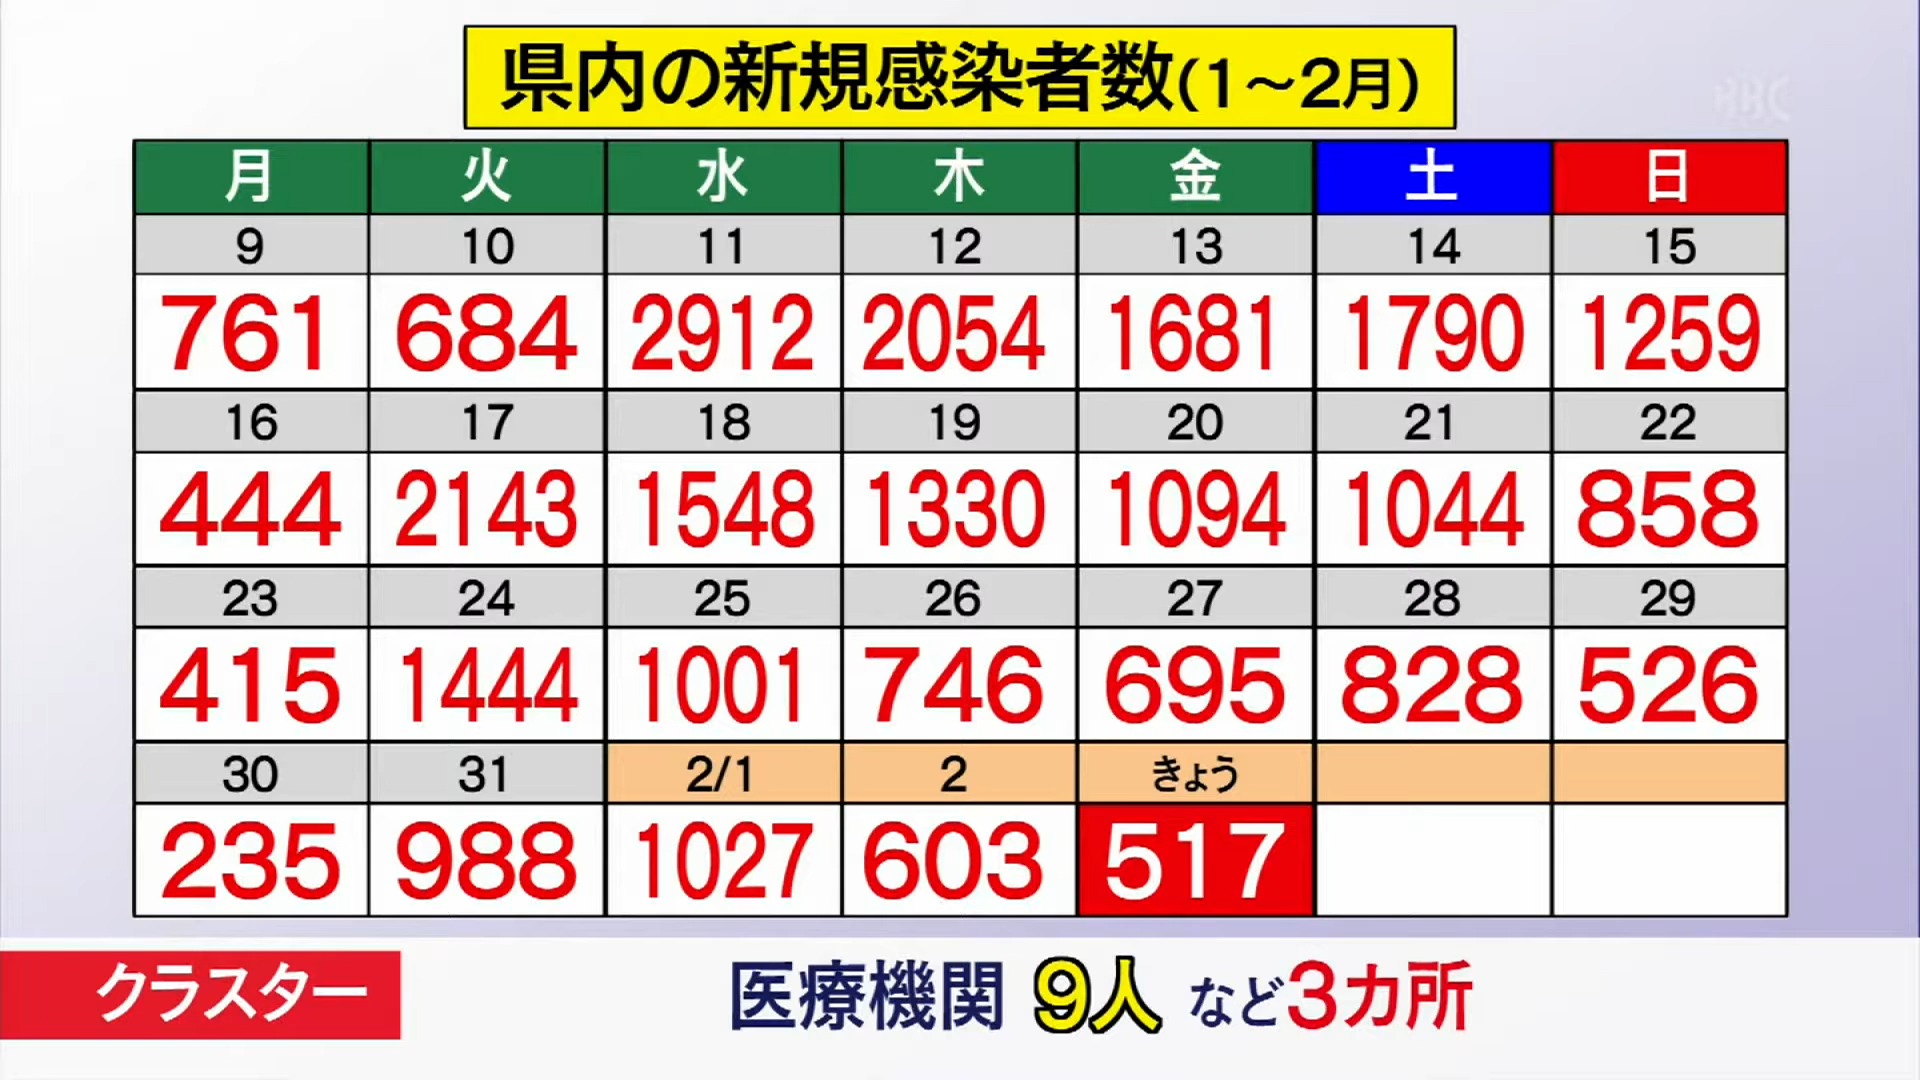 県内の新規感染者数(1〜2月)
BBC
月 火 水 木 金 土 日
9 10 11 12 13 14 15
761 684 2912 2054 1681 1790 1259
16 17 18 19 20 21 22
444 2143 1548 1330 1094 1044 858
23 24 25 26 27 28 29
415 1444 1001 746 695 828 526
30 31 2/1 2 きょう
235 988 1027 603 517
クラスター 医療機関 9人 など3カ所